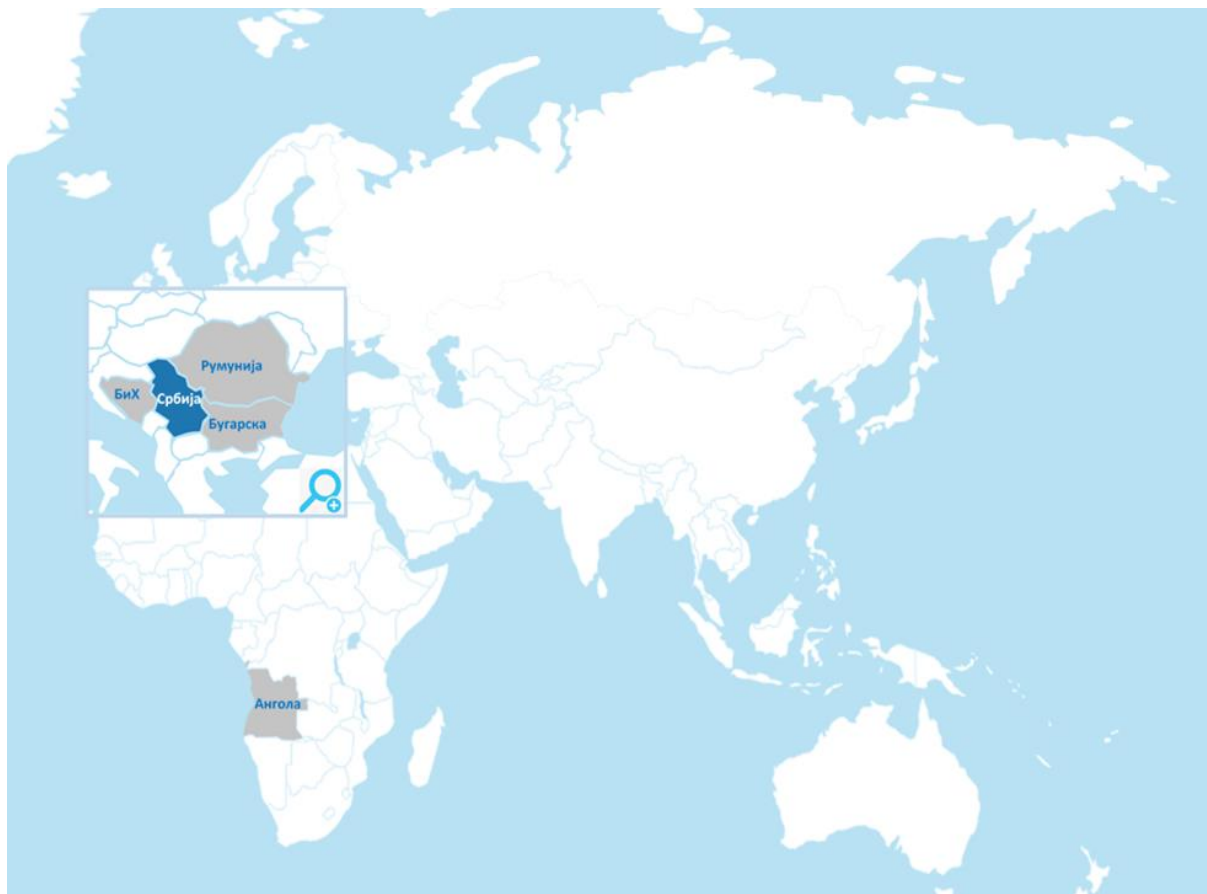 Румунија
БиХ
Србија
Бугарска
Ангола